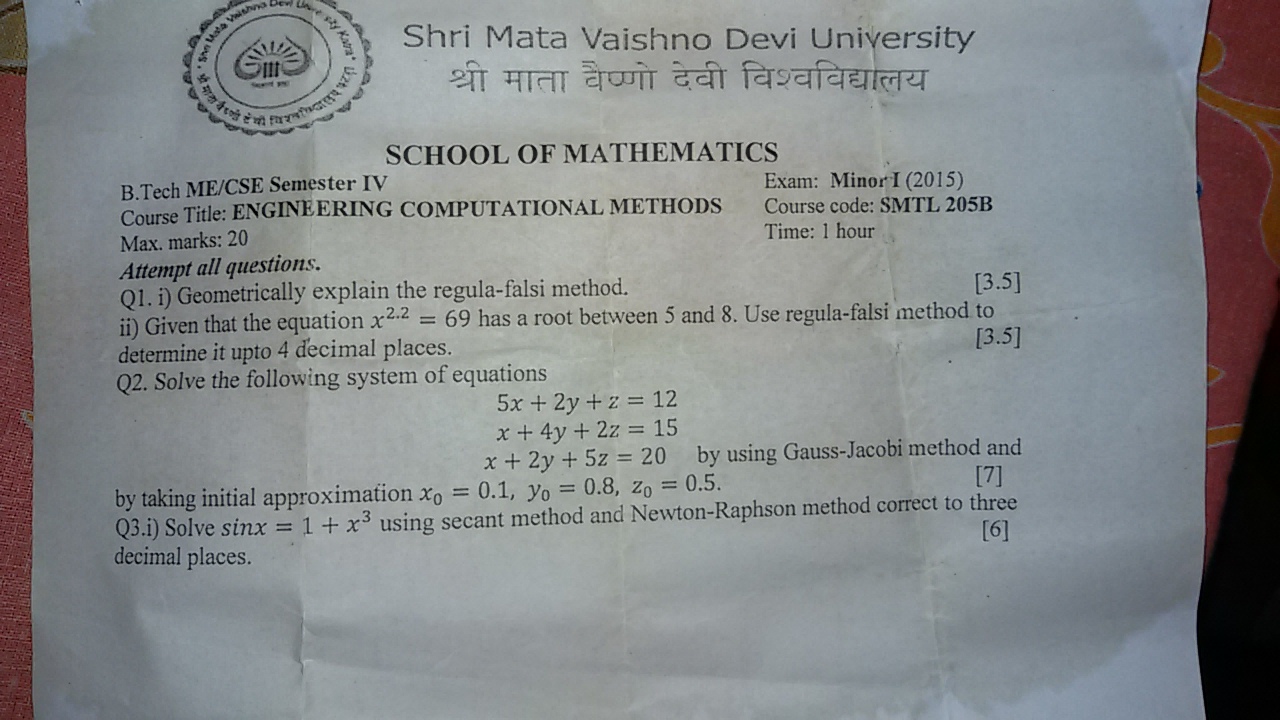 Shri Mata Vaishno Devi University
श्री माता वैष्णो देवी विश्वविद्यालय
SCHOOL OF MATHEMATICS
B.Tech ME/CSE Semester IV Exam: Minor I (2015)
Course Title: ENGINEERING COMPUTATIONAL METHODS Course code: SMTL 205B
Max. marks: 20 Time: 1 hour
Attempt all questions.
Q1. i) Geometrically explain the regula-falsi method. [3.5]
ii) Given that the equation x^2.2 = 69 has a root between 5 and 8. Use regula-falsi method to
determine it upto 4 decimal places. [3.5]
Q2. Solve the following system of equations
5x + 2y + z = 12
x + 4y + 2z = 15
x + 2y + 5z = 20 by using Gauss-Jacobi method and
by taking initial approximation x₀ = 0.1, y₀ = 0.8, z₀ = 0.5. [7]
Q3.i) Solve sinx = 1 + x³ using secant method and Newton-Raphson method correct to three
decimal places. [6]